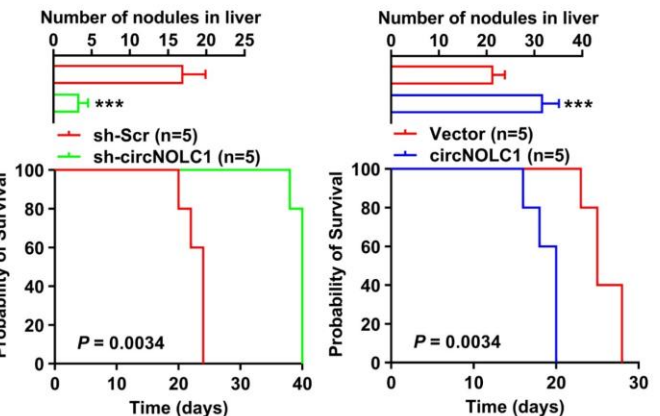 Number of nodules in liver
0 5 10 15 20 25
***
sh-Scr (n=5)
sh-circNOLC1 (n=5)
Probability of Survival
100
80
60
40
20
0
P = 0.0034
0 10 20 30 40
Time (days)
Number of nodules in liver
0 10 20 30 40
***
Vector (n=5)
circNOLC1 (n=5)
Probability of Survival
100
80
60
40
20
0
P = 0.0034
0 10 20 30
Time (days)